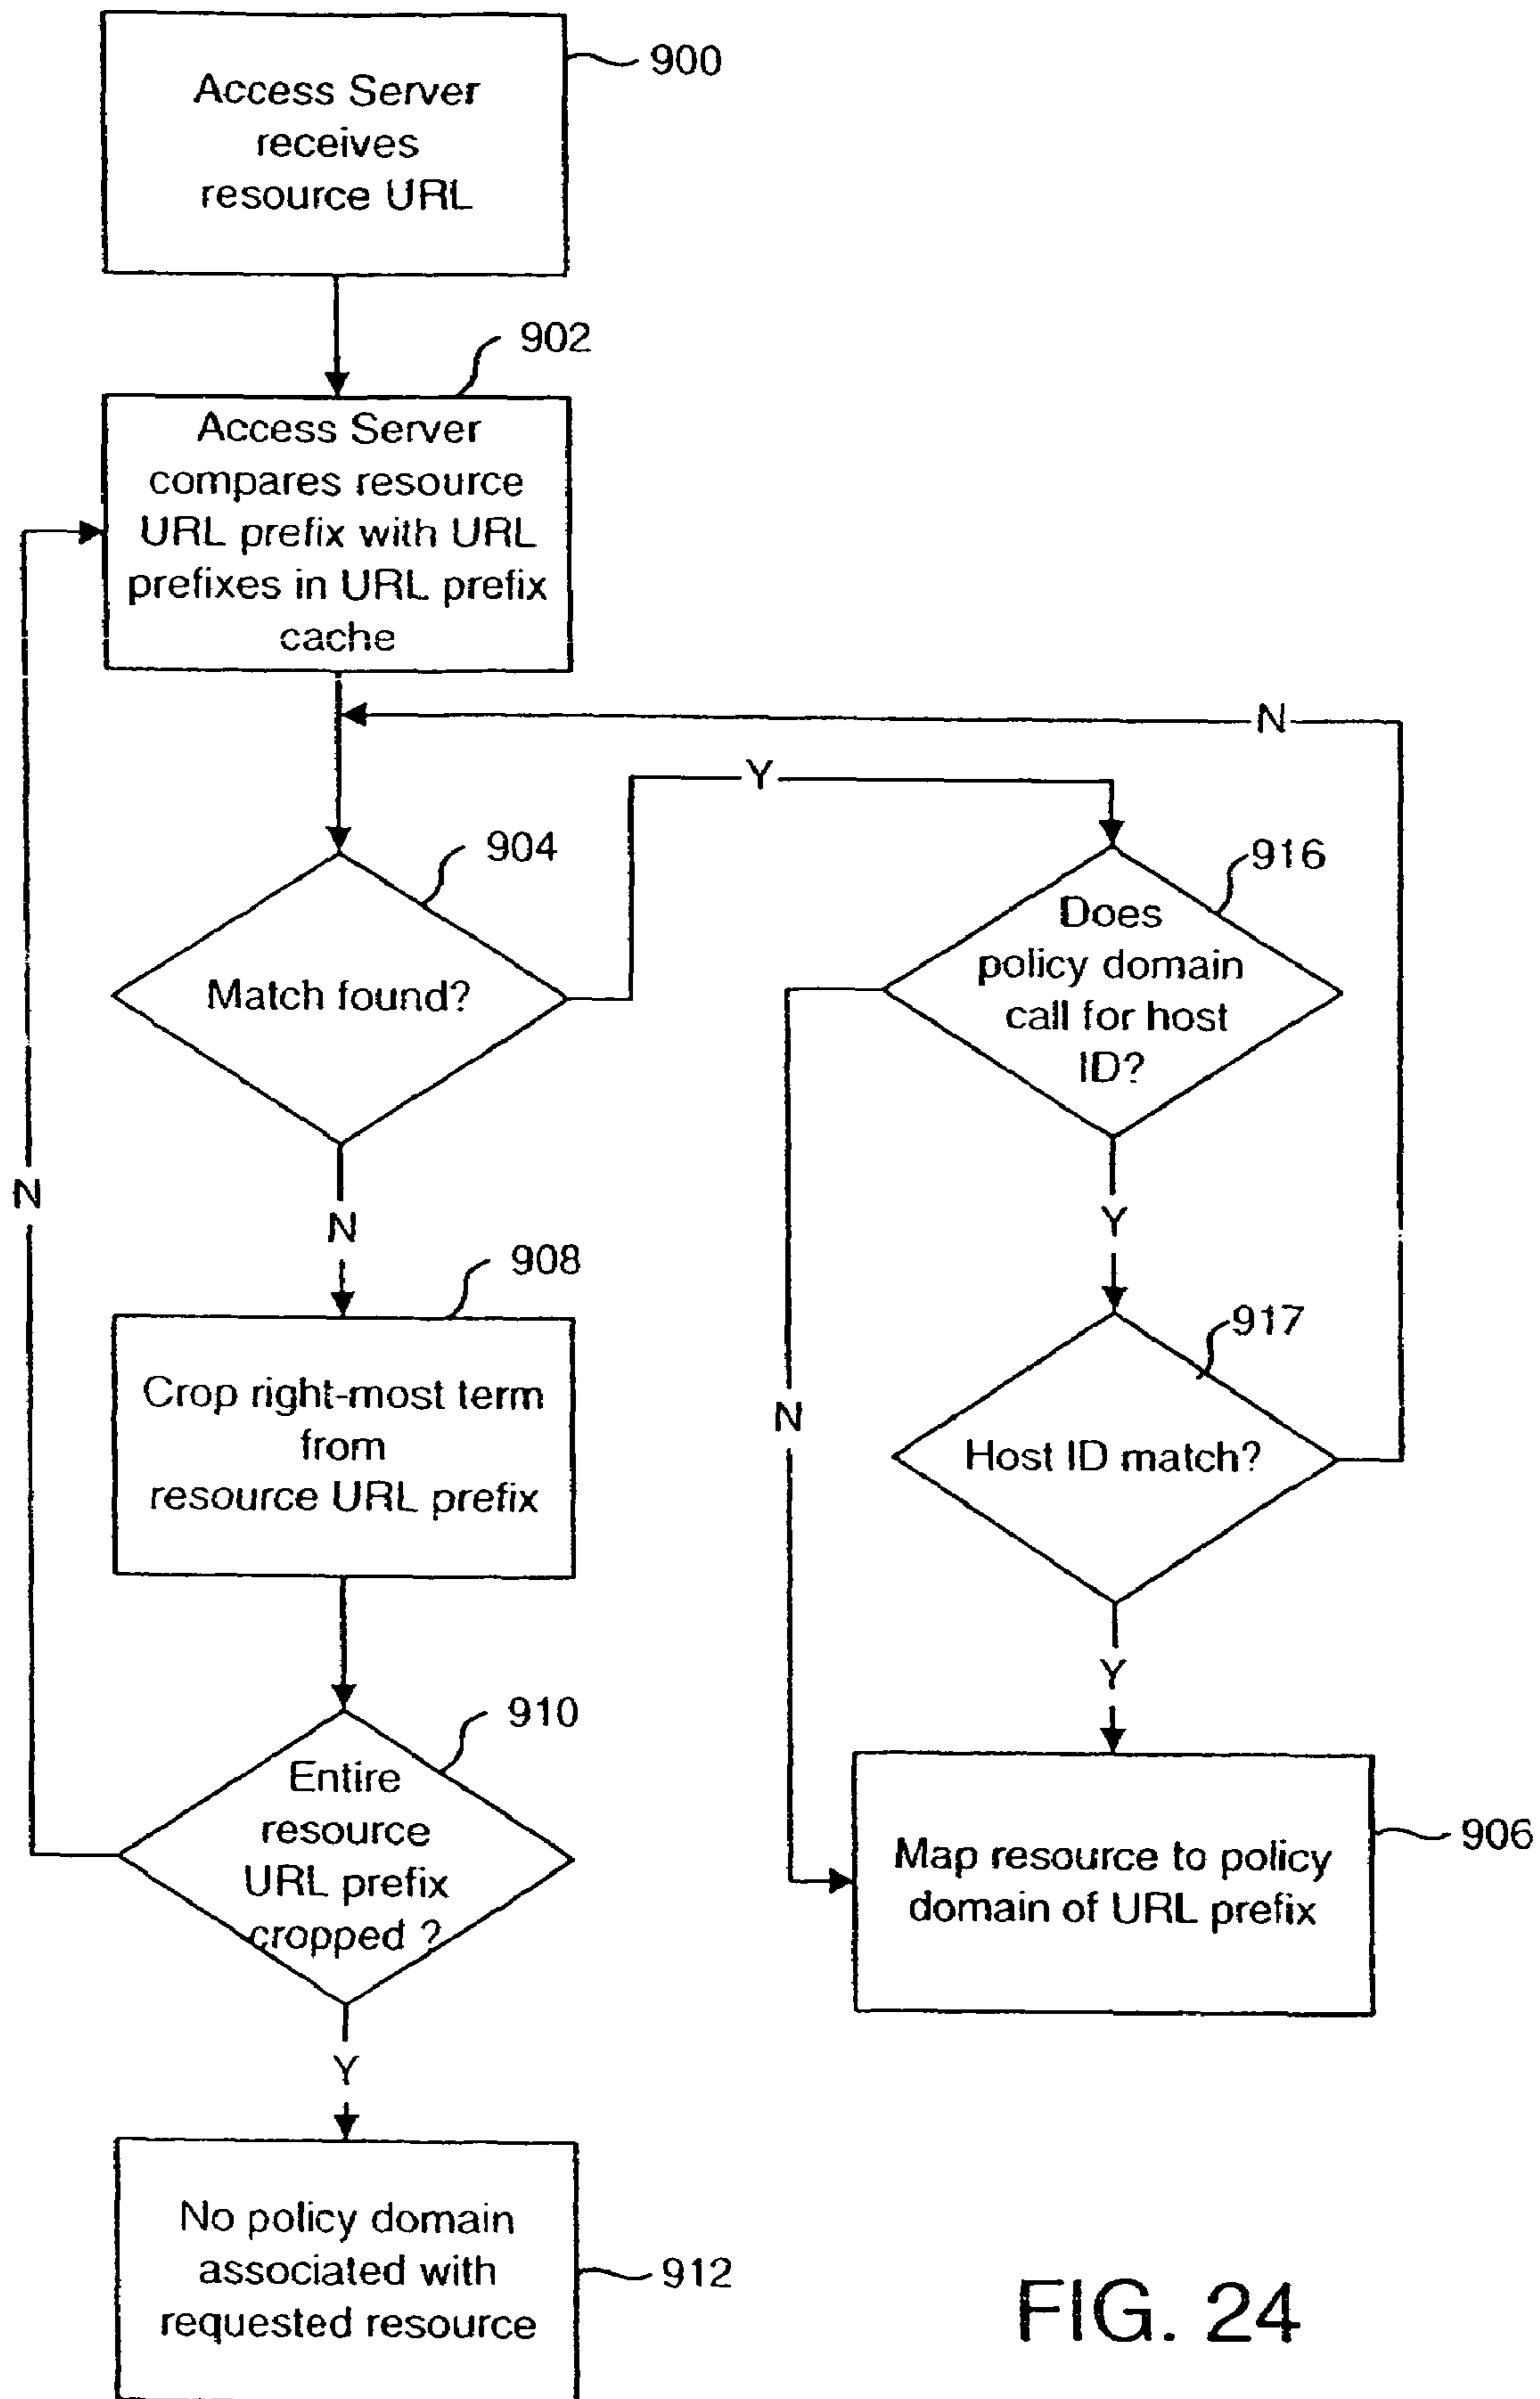 Access Server
receives
resource URL
900
902
Access Server
compares resource
URL prefix with URL
prefixes in URL prefix
cache
N
Y
904
Match found?
916
Does
policy domain
call for host
ID?
N
N
Y
908
Crop right-most term
from
resource URL prefix
917
Host ID match?
N
Y
910
Entire
resource
URL prefix
cropped ?
906
Map resource to policy
domain of URL prefix
Y
No policy domain
associated with
requested resource
912
FIG. 24